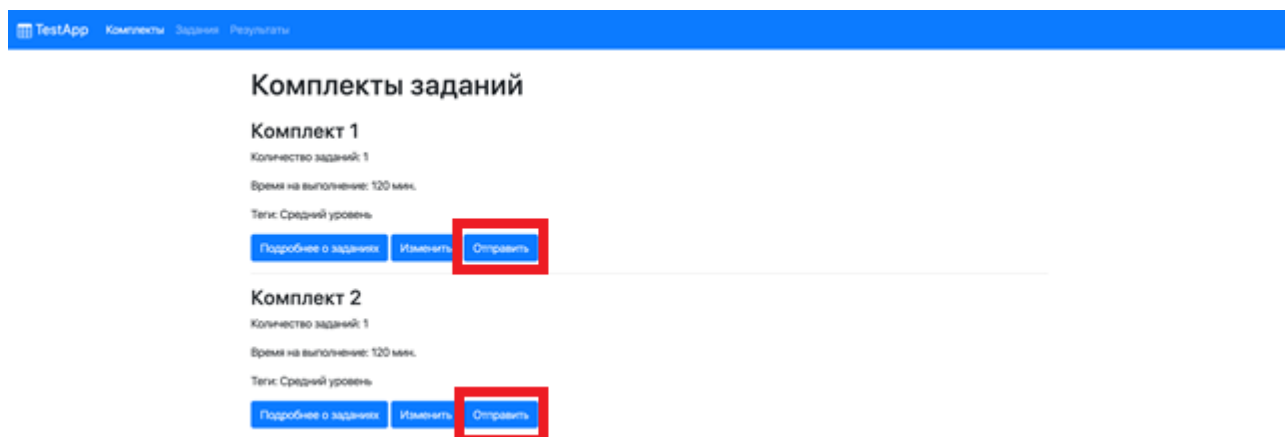 TestApp Комплекты Задания Результаты
Комплекты заданий
Комплект 1
Количество заданий: 1
Время на выполнение: 120 мин.
Теги: Средний уровень
Подробнее о заданиях Изменить Отправить
Комплект 2
Количество заданий: 1
Время на выполнение: 120 мин.
Теги: Средний уровень
Подробнее о заданиях Изменить Отправить